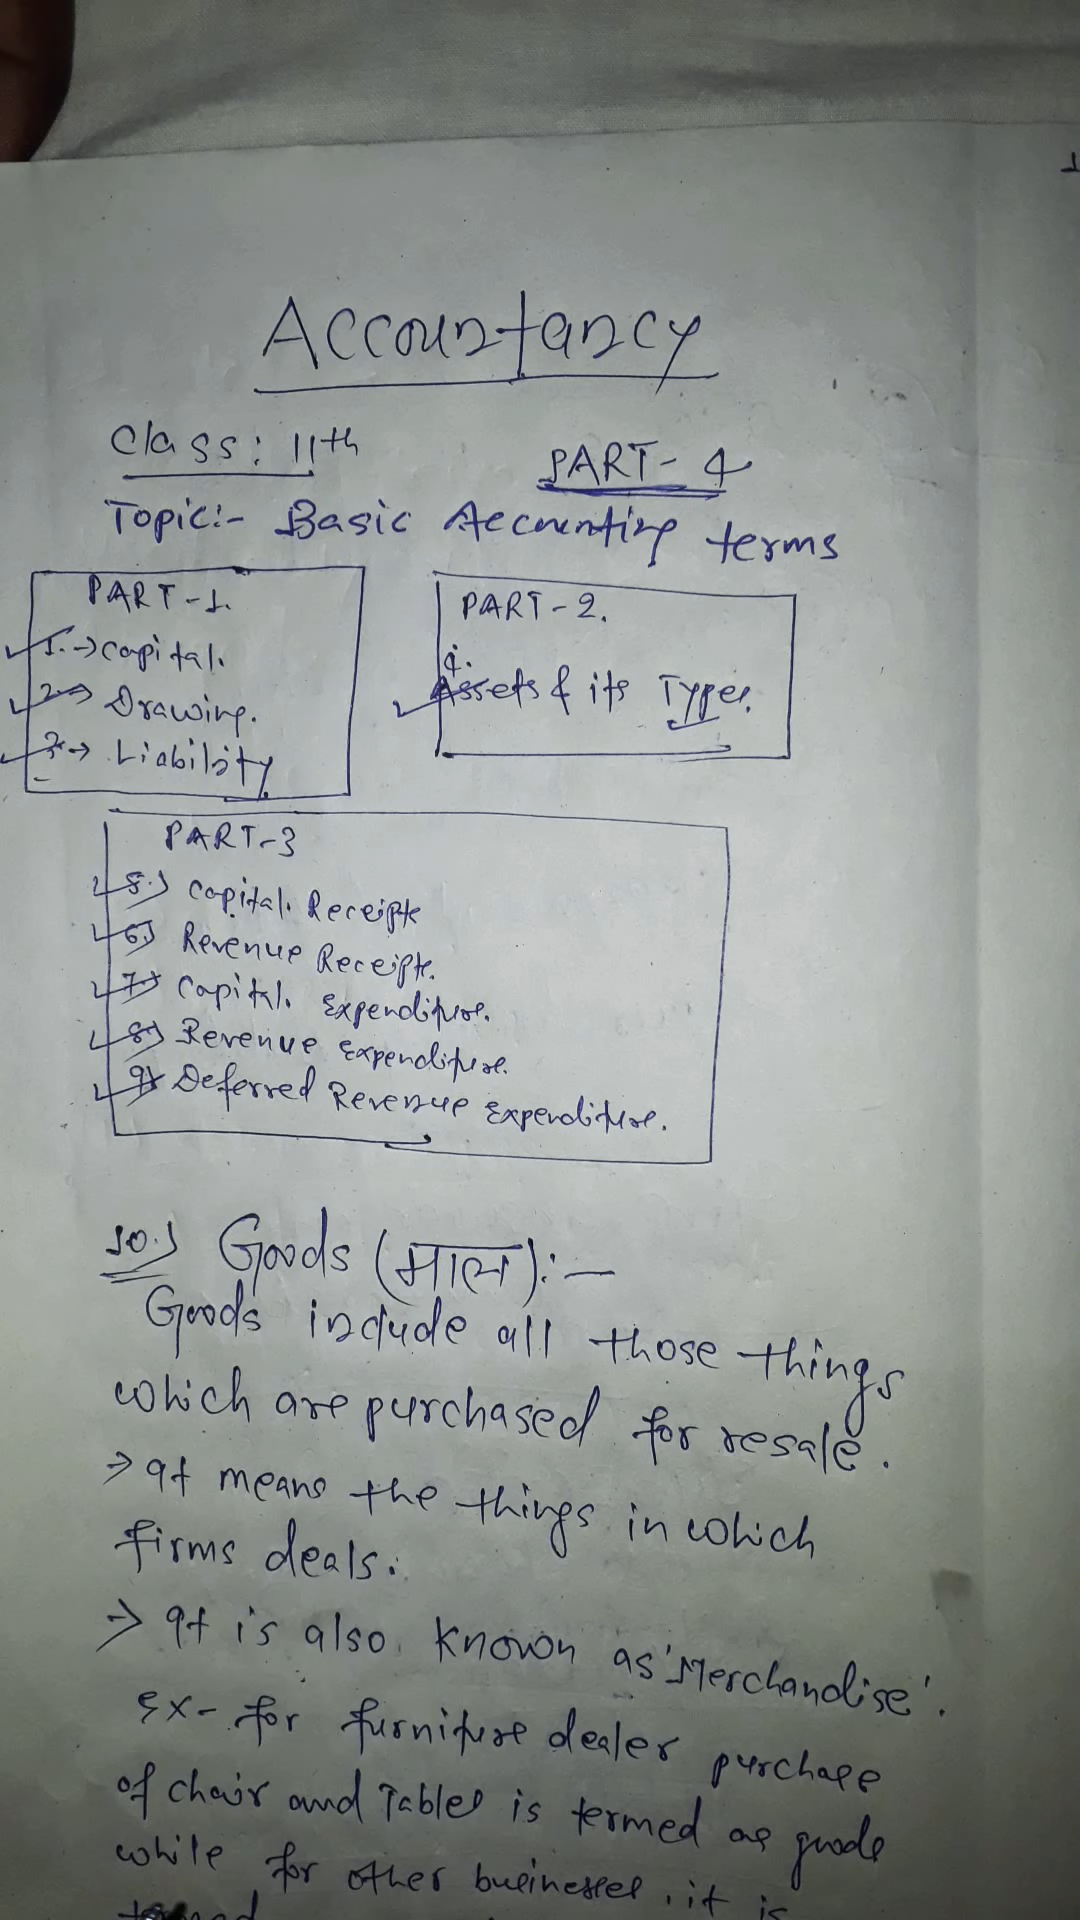 1
Accountancy
Class: 11th
PART-4
Topic:- Basic Accounting terms
PART-1.
1.→ Capital.
2.→ Drawing.
3.→ Liability
PART-2.
4.
Assets & its Types.
PART-3
5.) Capital Receipts
6.) Revenue Receipts.
7.) Capital Expenditure.
8.) Revenue Expenditure.
9.) Deferred Revenue Expenditure.
10.) Goods (माल):—
Goods include all those things
which are purchased for resale.
→ It means the things in which
firms deals.
→ It is also known as 'Merchandise'.
Ex- for furniture dealer purchase
of chair and Tables is termed as goods
while for other businesses, it is